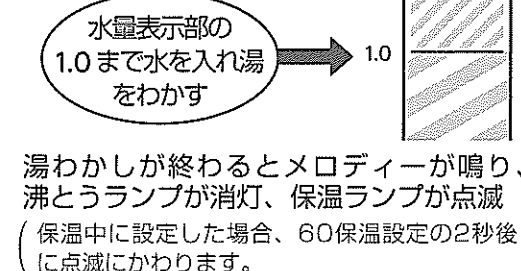 水量表示部の
1.0まで水を入れ湯
をわかす
1.0
湯わかしが終わるとメロディーが鳴り、
沸とうランプが消灯、保温ランプが点滅
(保温中に設定した場合、60保温設定の2秒後
に点滅にかわります。